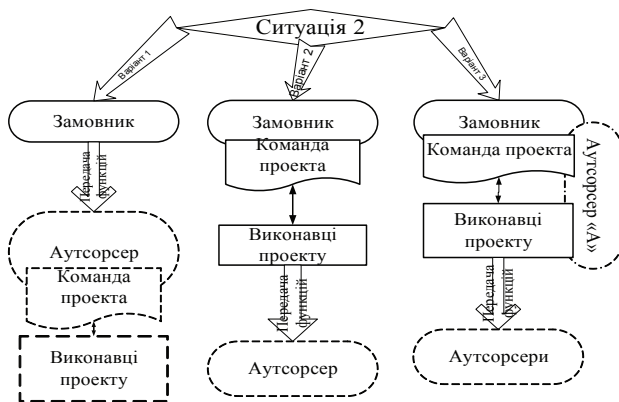 Ситуація 2
Варіант 1
Варіант 2
Варіант 3
Замовник
Передача
функцій
Аутсорсер
Команда
проекта
Виконавці
проекту
Замовник
Команда
проекта
Виконавці
проекту
Передача
функцій
Аутсорсер
Замовник
Команда проекта
Аутсорсер «А»
Виконавці
проекту
Передача
функцій
Аутсорсери